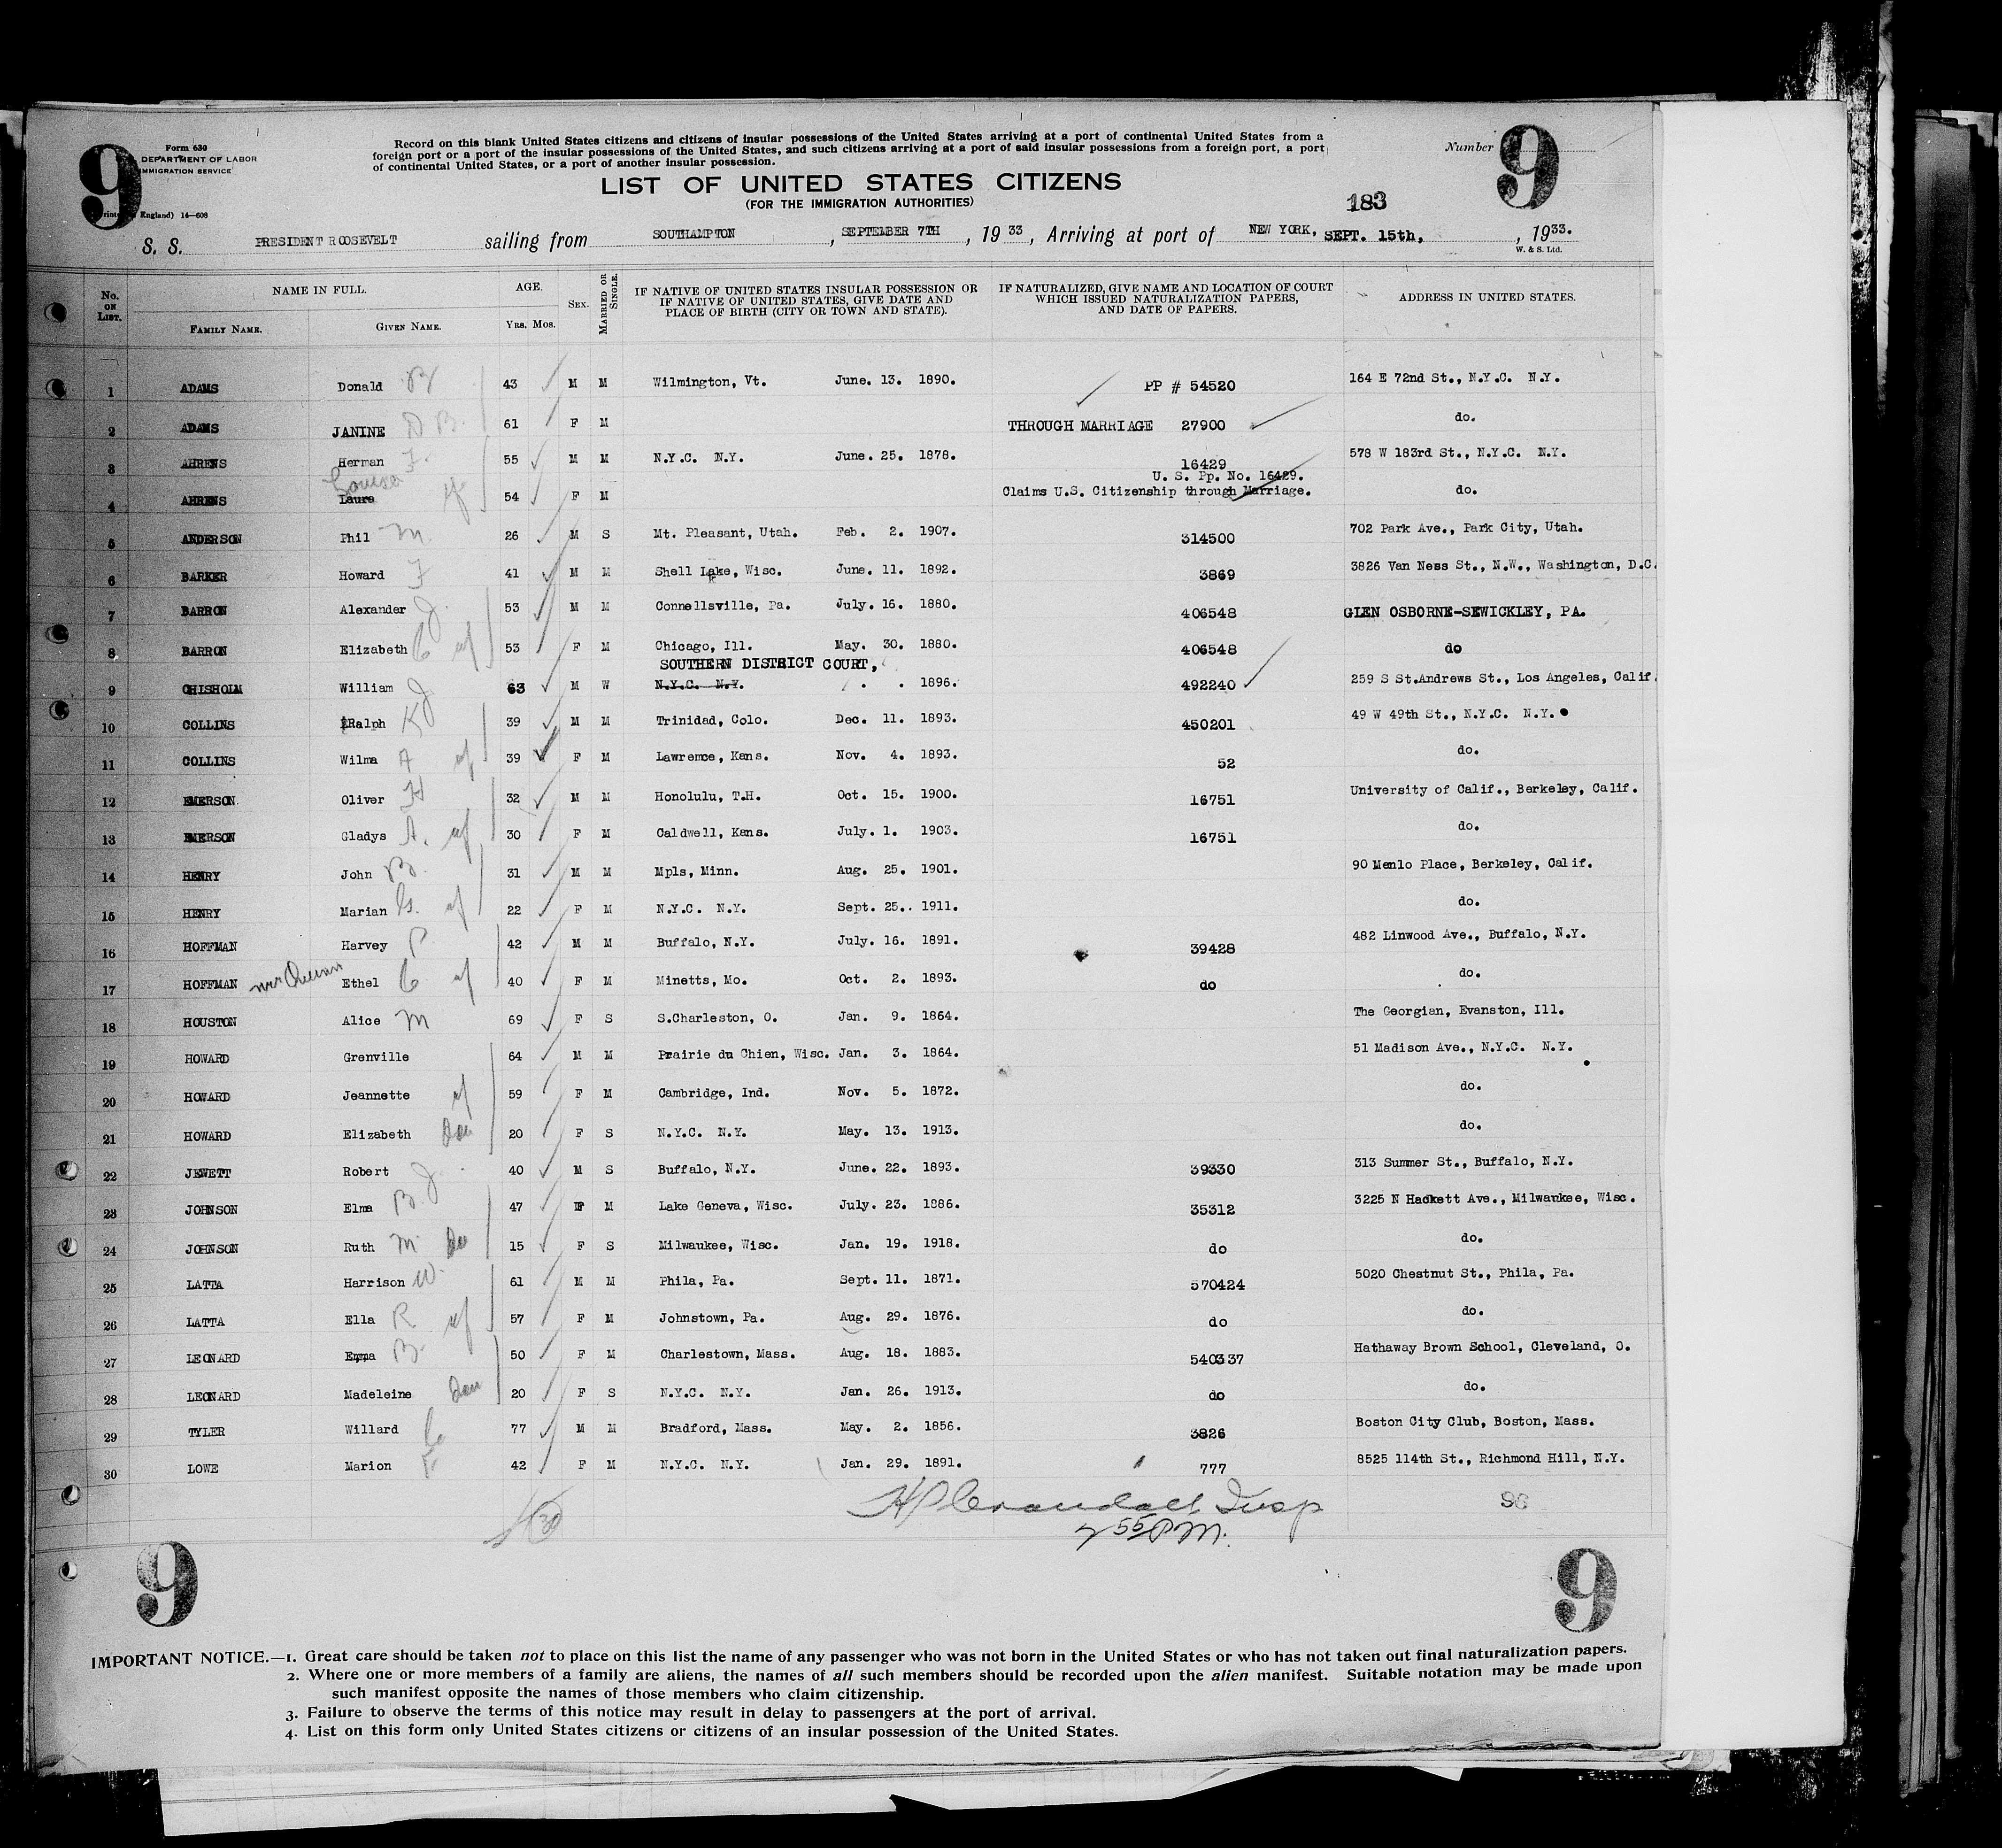 9
Form 630
DEPARTMENT OF LABOR
IMMIGRATION SERVICE
England) 14—608
Record on this blank United States citizens and citizens of insular possessions of the United States arriving at a port of continental United States from a
foreign port or a port of the insular possessions of the United States, and such citizens arriving at a port of said insular possessions from a foreign port, a port
of continental United States, or a port of another insular possession.
Number 9
LIST OF UNITED STATES CITIZENS
(FOR THE IMMIGRATION AUTHORITIES)
183
S. S. PRESIDENT ROOSEVELT sailing from SOUTHAMPTON, SEPTEMBER 7TH, 1933, Arriving at port of NEW YORK, SEPT. 15th, , 1933.
W. & S. Ltd.
No. ON LIST. NAME IN FULL. FAMILY NAME. GIVEN NAME. AGE. YRS. MOS. SEX. MARRIED OR SINGLE. IF NATIVE OF UNITED STATES INSULAR POSSESSION OR IF NATIVE OF UNITED STATES, GIVE DATE AND PLACE OF BIRTH (CITY OR TOWN AND STATE). IF NATURALIZED, GIVE NAME AND LOCATION OF COURT WHICH ISSUED NATURALIZATION PAPERS, AND DATE OF PAPERS. ADDRESS IN UNITED STATES.
1 ADAMS Donald B 43 M M Wilmington, Vt. June. 13. 1890. PP # 54520 164 E 72nd St., N.Y.C. N.Y.
2 ADAMS JANINE D B. 61 F M THROUGH MARRIAGE 27900 do.
3 AHRENS Herman F. 55 M M N.Y.C. N.Y. June. 25. 1878. 16429 578 W 183rd St., N.Y.C. N.Y.
U. S. Pp. No. 16429.
4 AHRENS Laura Louise wf 54 F M Claims U.S. Citizenship through Marriage. do.
5 ANDERSON Phil M. 26 M S Mt. Pleasant, Utah. Feb. 2. 1907. 314500 702 Park Ave., Park City, Utah.
6 BARKER Howard F 41 M M Shell Lake, Wisc. June. 11. 1892. 3869 3826 Van Ness St., N.W., Washington, D.C.
7 BARRON Alexander J. 53 M M Connellsville, Pa. July. 16. 1880. 406548 GLEN OSBORNE-SEWICKLEY, PA.
8 BARRON Elizabeth C wf 53 F M Chicago, Ill. May. 30. 1880. 406548 do
SOUTHERN DISTRICT COURT,
9 CHISHOLM William J 63 M W N.Y.C. N.Y. . . 1896. 492240 259 S St.Andrews St., Los Angeles, Calif.
10 COLLINS Ralph K 39 M M Trinidad, Colo. Dec. 11. 1893. 450201 49 W 49th St., N.Y.C. N.Y.
11 COLLINS Wilma A wf 39 F M Lawrence, Kans. Nov. 4. 1893. 52 do.
12 EMERSON Oliver H 32 M M Honolulu, T.H. Oct. 15. 1900. 16751 University of Calif., Berkeley, Calif.
13 EMERSON Gladys A. wf 30 F M Caldwell, Kans. July. 1. 1903. 16751 do.
14 HENRY John B. 31 M M Mpls, Minn. Aug. 25. 1901. 90 Menlo Place, Berkeley, Calif.
15 HENRY Marian G. wf 22 F M N.Y.C. N.Y. Sept. 25. 1911. do.
16 HOFFMAN Harvey P 42 M M Buffalo, N.Y. July. 16. 1891. 39428 482 Linwood Ave., Buffalo, N.Y.
17 HOFFMAN Ethel C wf 40 F M Minetts, Mo. Oct. 2. 1893. do do.
18 HOUSTON Alice M 69 F S S.Charleston, O. Jan. 9. 1864. The Georgian, Evanston, Ill.
19 HOWARD Grenville 64 M M Prairie du Chien, Wisc. Jan. 3. 1864. 51 Madison Ave., N.Y.C. N.Y.
20 HOWARD Jeannette wf 59 F M Cambridge, Ind. Nov. 5. 1872. do.
21 HOWARD Elizabeth dau 20 F S N.Y.C. N.Y. May. 13. 1913. do.
22 JEWETT Robert J. 40 M S Buffalo, N.Y. June. 22. 1893. 39330 313 Summer St., Buffalo, N.Y.
23 JOHNSON Elma B. 47 F M Lake Geneva, Wisc. July. 23. 1886. 35312 3225 N Hackett Ave., Milwaukee, Wisc.
24 JOHNSON Ruth M dau 15 F S Milwaukee, Wisc. Jan. 19. 1918. do do.
25 LATTA Harrison W. 61 M M Phila, Pa. Sept. 11. 1871. 570424 5020 Chestnut St., Phila, Pa.
26 LATTA Ella R wf 57 F M Johnstown, Pa. Aug. 29. 1876. do do.
27 LEONARD Emma B. 50 F M Charlestown, Mass. Aug. 18. 1883. 540337 Hathaway Brown School, Cleveland, O.
28 LEONARD Madeleine dau 20 F S N.Y.C. N.Y. Jan. 26. 1913. do do.
29 TYLER Willard C 77 M M Bradford, Mass. May. 2. 1856. 3826 Boston City Club, Boston, Mass.
30 LOWE Marion F. 42 F M N.Y.C. N.Y. Jan. 29. 1891. 777 8525 114th St., Richmond Hill, N.Y.
30 H P Crandall, Insp 96
7 55 P.M.
9 9
IMPORTANT NOTICE.—1. Great care should be taken not to place on this list the name of any passenger who was not born in the United States or who has not taken out final naturalization papers.
2. Where one or more members of a family are aliens, the names of all such members should be recorded upon the alien manifest. Suitable notation may be made upon
such manifest opposite the names of those members who claim citizenship.
3. Failure to observe the terms of this notice may result in delay to passengers at the port of arrival.
4. List on this form only United States citizens or citizens of an insular possession of the United States.